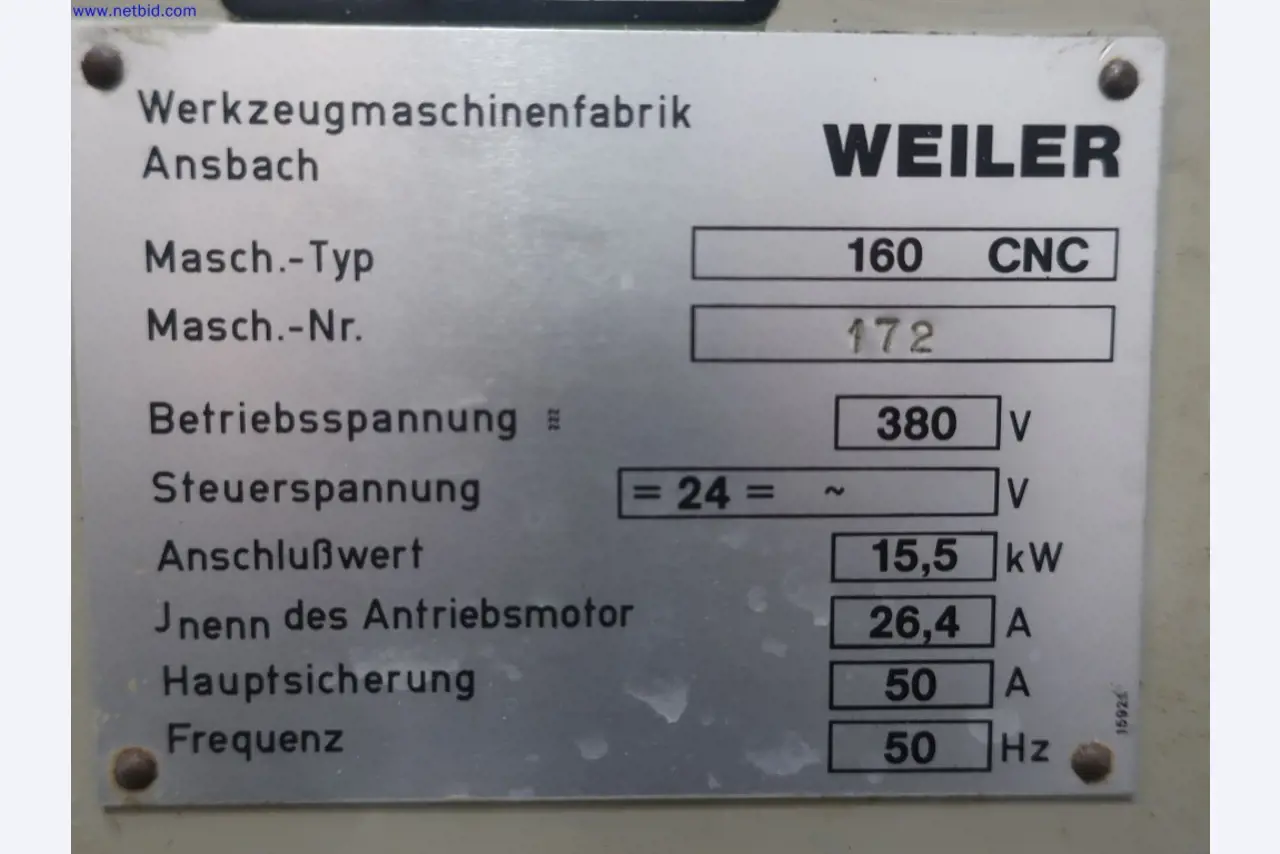 www.netbid.com
Werkzeugmaschinenfabrik
Ansbach
WEILER
Masch.-Typ 160 CNC
Masch.-Nr. 172
Betriebsspannung 380 V
Steuerspannung = 24 = ~ V
Anschlußwert 15,5 kW
Jnenn des Antriebsmotor 26,4 A
Hauptsicherung 50 A
Frequenz 50 Hz